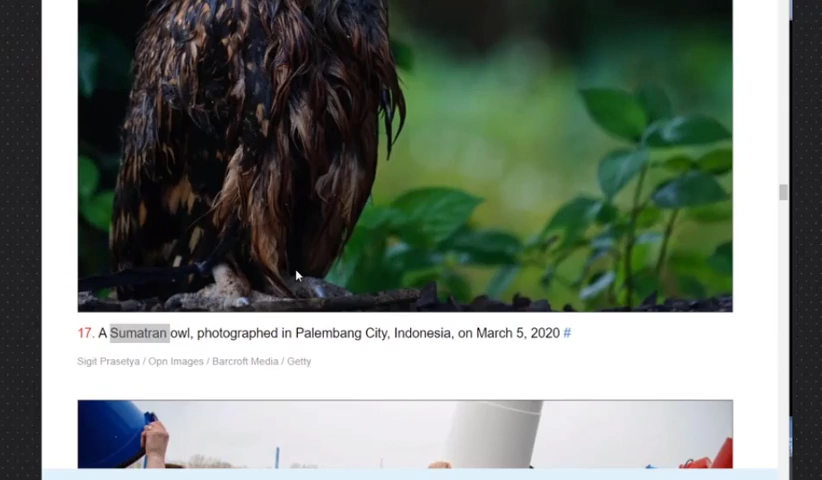 17. A Sumatran owl, photographed in Palembang City, Indonesia, on March 5, 2020 #
Sigit Prasetya / Opn Images / Barcroft Media / Getty